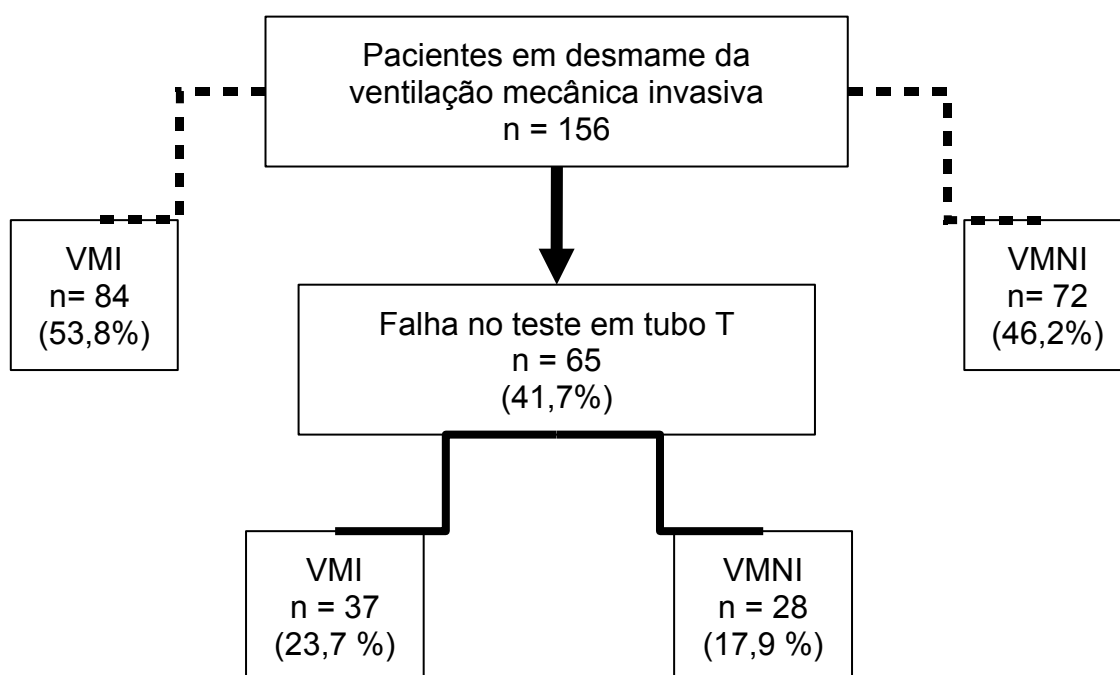 Pacientes em desmame da
ventilação mecânica invasiva
n = 156
VMI
n= 84
(53,8%)
VMNI
n= 72
(46,2%)
Falha no teste em tubo T
n = 65
(41,7%)
VMI
n = 37
(23,7 %)
VMNI
n = 28
(17,9 %)